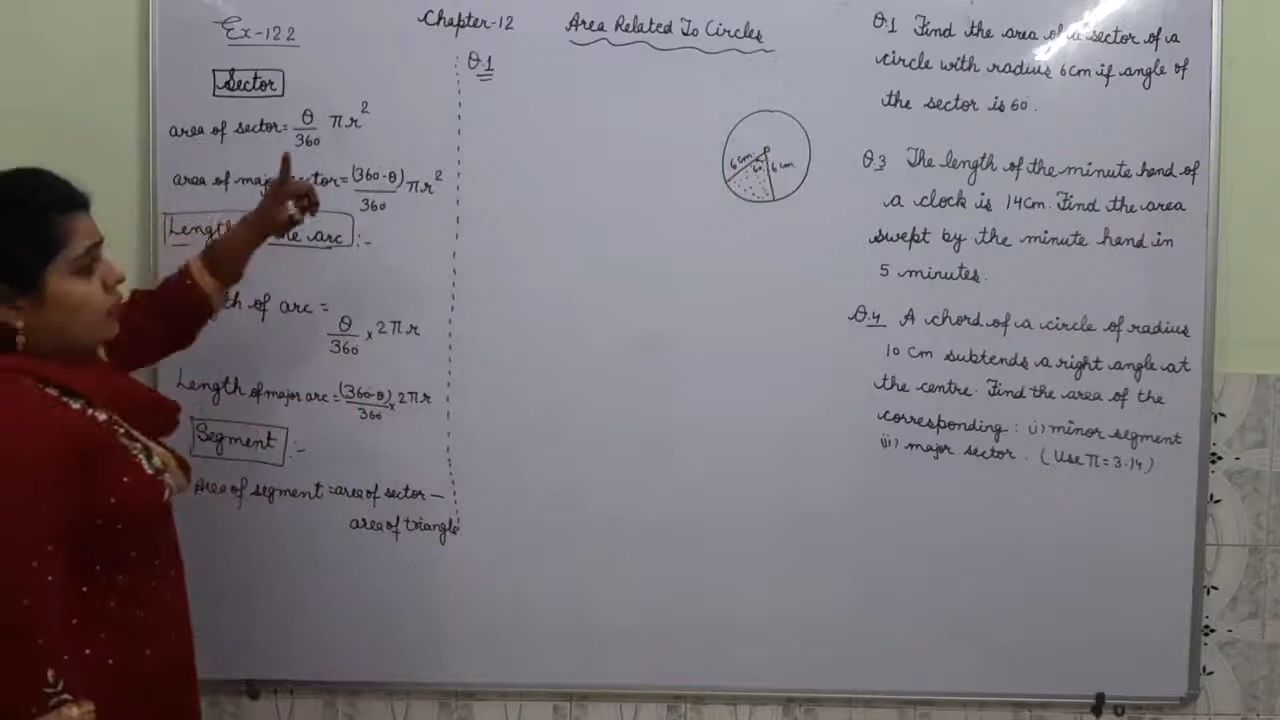 Ex-12.2
Chapter-12
Area Related To Circles
Sector
area of sector = θ/360 πr²
area of major = (360-θ)/360 πr²
Length arc :-
of arc = θ/360 × 2πr
Length of major arc = (360-θ)/360 × 2πr
Segment :-
Area of segment = area of sector -
area of triangle
Q.1
6cm 60 6cm
Q.1 Find the area of a sector of a
circle with radius 6cm if angle of
the sector is 60.
Q.3 The length of the minute hand of
a clock is 14cm. Find the area
swept by the minute hand in
5 minutes.
Q.4 A chord of a circle of radius
10 cm subtends a right angle at
the centre. Find the area of the
corresponding : i) minor segment
ii) major sector. (Use π = 3.14)